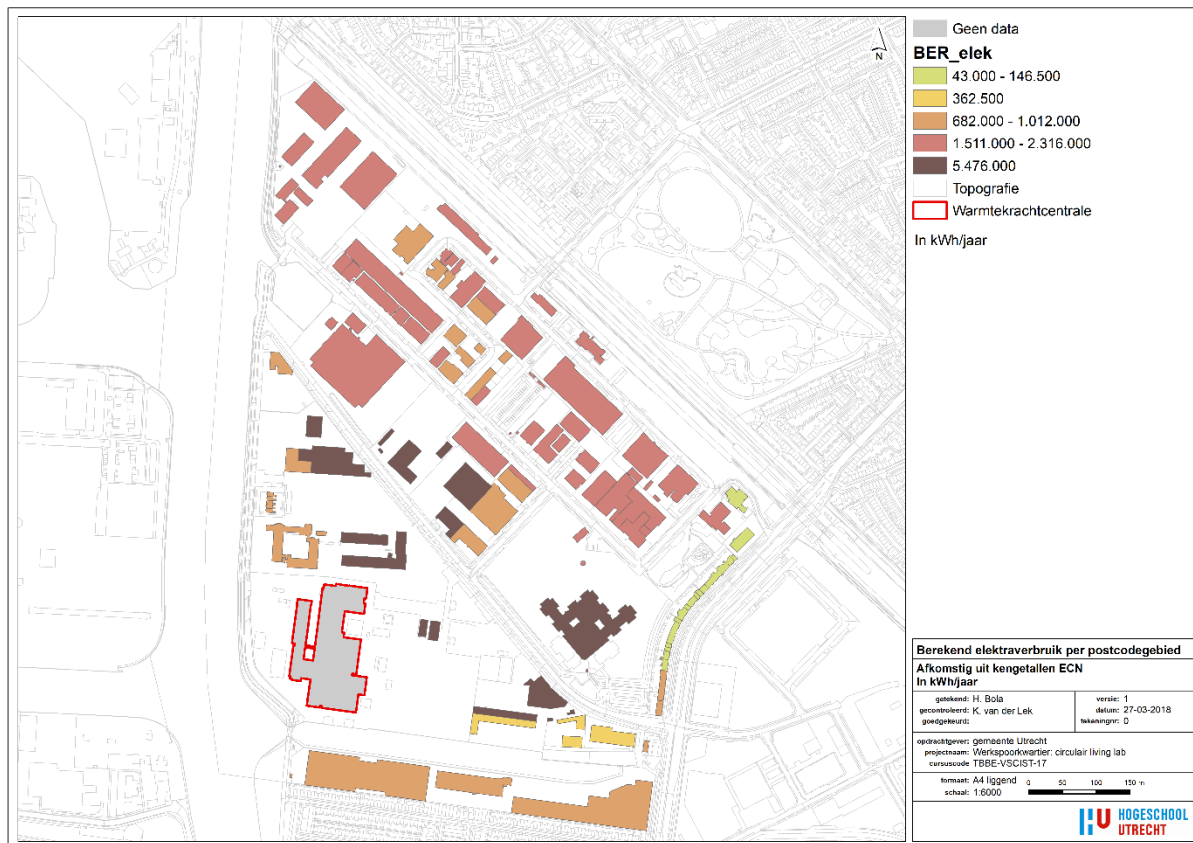 N
Geen data
BER_elek
43.000 - 146.500
362.500
682.000 - 1.012.000
1.511.000 - 2.316.000
5.476.000
Topografie
Warmtekrachtcentrale
In kWh/jaar
Berekend elektraverbruik per postcodegebied
Afkomstig uit kengetallen ECN
In kWh/jaar
getekend: H. Bola
versie: 1
gecontroleerd: K. van der Lek
datum: 27-03-2018
goedgekeurd:
tekeningnr: 0
opdrachtgever: gemeente Utrecht
projectnaam: Werkspoorkwartier: circulair living lab
cursuscode TBBE-VSCIST-17
formaat: A4 liggend
schaal: 1:6000
0 50 100 150 m
HOGESCHOOL
UTRECHT